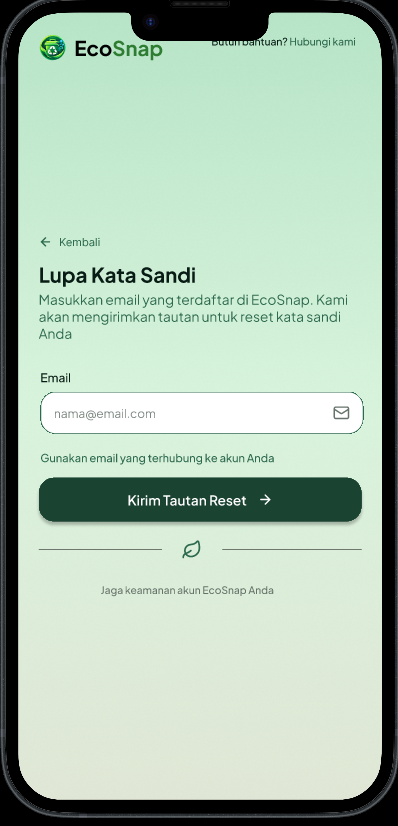 EcoSnap
Butuh bantuan? Hubungi kami
Kembali
Lupa Kata Sandi
Masukkan email yang terdaftar di EcoSnap. Kami
akan mengirimkan tautan untuk reset kata sandi
Anda
Email
nama@email.com
Gunakan email yang terhubung ke akun Anda
Kirim Tautan Reset
Jaga keamanan akun EcoSnap Anda